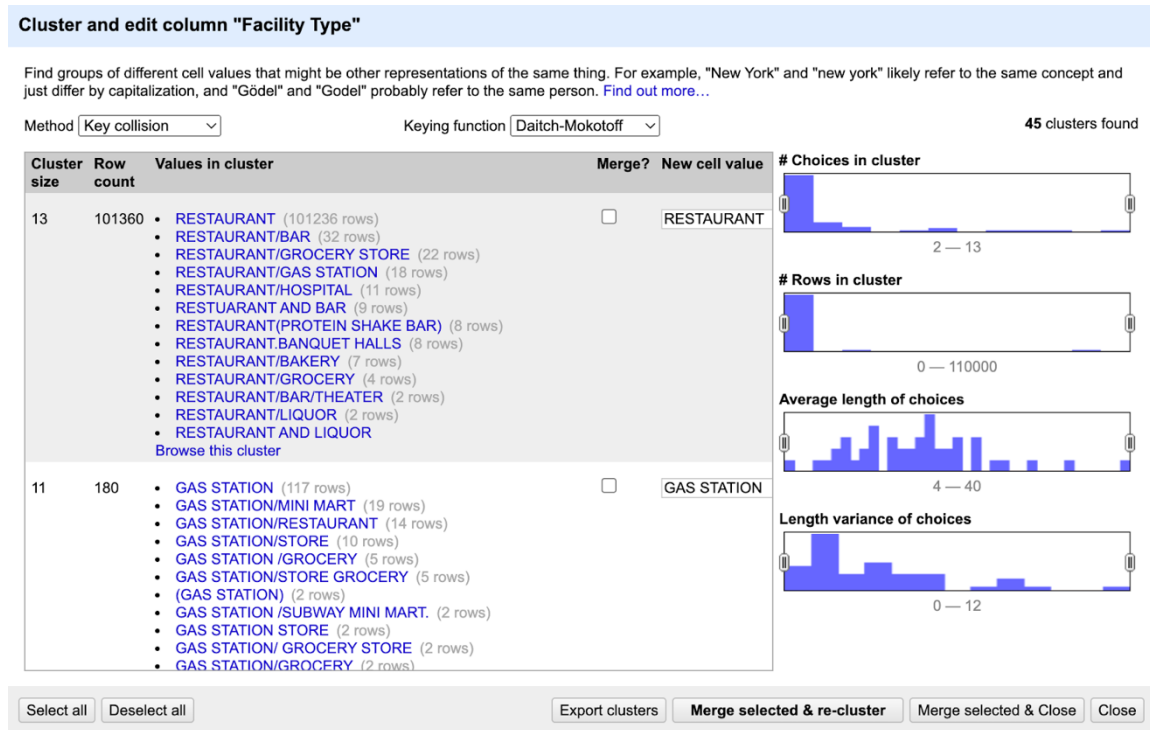 Cluster and edit column "Facility Type"
Find groups of different cell values that might be other representations of the same thing. For example, "New York" and "new york" likely refer to the same concept and
just differ by capitalization, and "Gödel" and "Godel" probably refer to the same person. Find out more…
Method Key collision Keying function Daitch-Mokotoff 45 clusters found
Cluster size Row count Values in cluster Merge? New cell value
13 101360 • RESTAURANT (101236 rows) RESTAURANT
• RESTAURANT/BAR (32 rows)
• RESTAURANT/GROCERY STORE (22 rows)
• RESTAURANT/GAS STATION (18 rows)
• RESTAURANT/HOSPITAL (11 rows)
• RESTUARANT AND BAR (9 rows)
• RESTAURANT(PROTEIN SHAKE BAR) (8 rows)
• RESTAURANT.BANQUET HALLS (8 rows)
• RESTAURANT/BAKERY (7 rows)
• RESTAURANT/GROCERY (4 rows)
• RESTAURANT/BAR/THEATER (2 rows)
• RESTAURANT/LIQUOR (2 rows)
• RESTAURANT AND LIQUOR
Browse this cluster
11 180 • GAS STATION (117 rows) GAS STATION
• GAS STATION/MINI MART (19 rows)
• GAS STATION/RESTAURANT (14 rows)
• GAS STATION/STORE (10 rows)
• GAS STATION /GROCERY (5 rows)
• GAS STATION/STORE GROCERY (5 rows)
• (GAS STATION) (2 rows)
• GAS STATION /SUBWAY MINI MART. (2 rows)
• GAS STATION STORE (2 rows)
• GAS STATION/ GROCERY STORE (2 rows)
• GAS STATION/GROCERY (2 rows)
# Choices in cluster
2 — 13
# Rows in cluster
0 — 110000
Average length of choices
4 — 40
Length variance of choices
0 — 12
Select all Deselect all Export clusters Merge selected & re-cluster Merge selected & Close Close